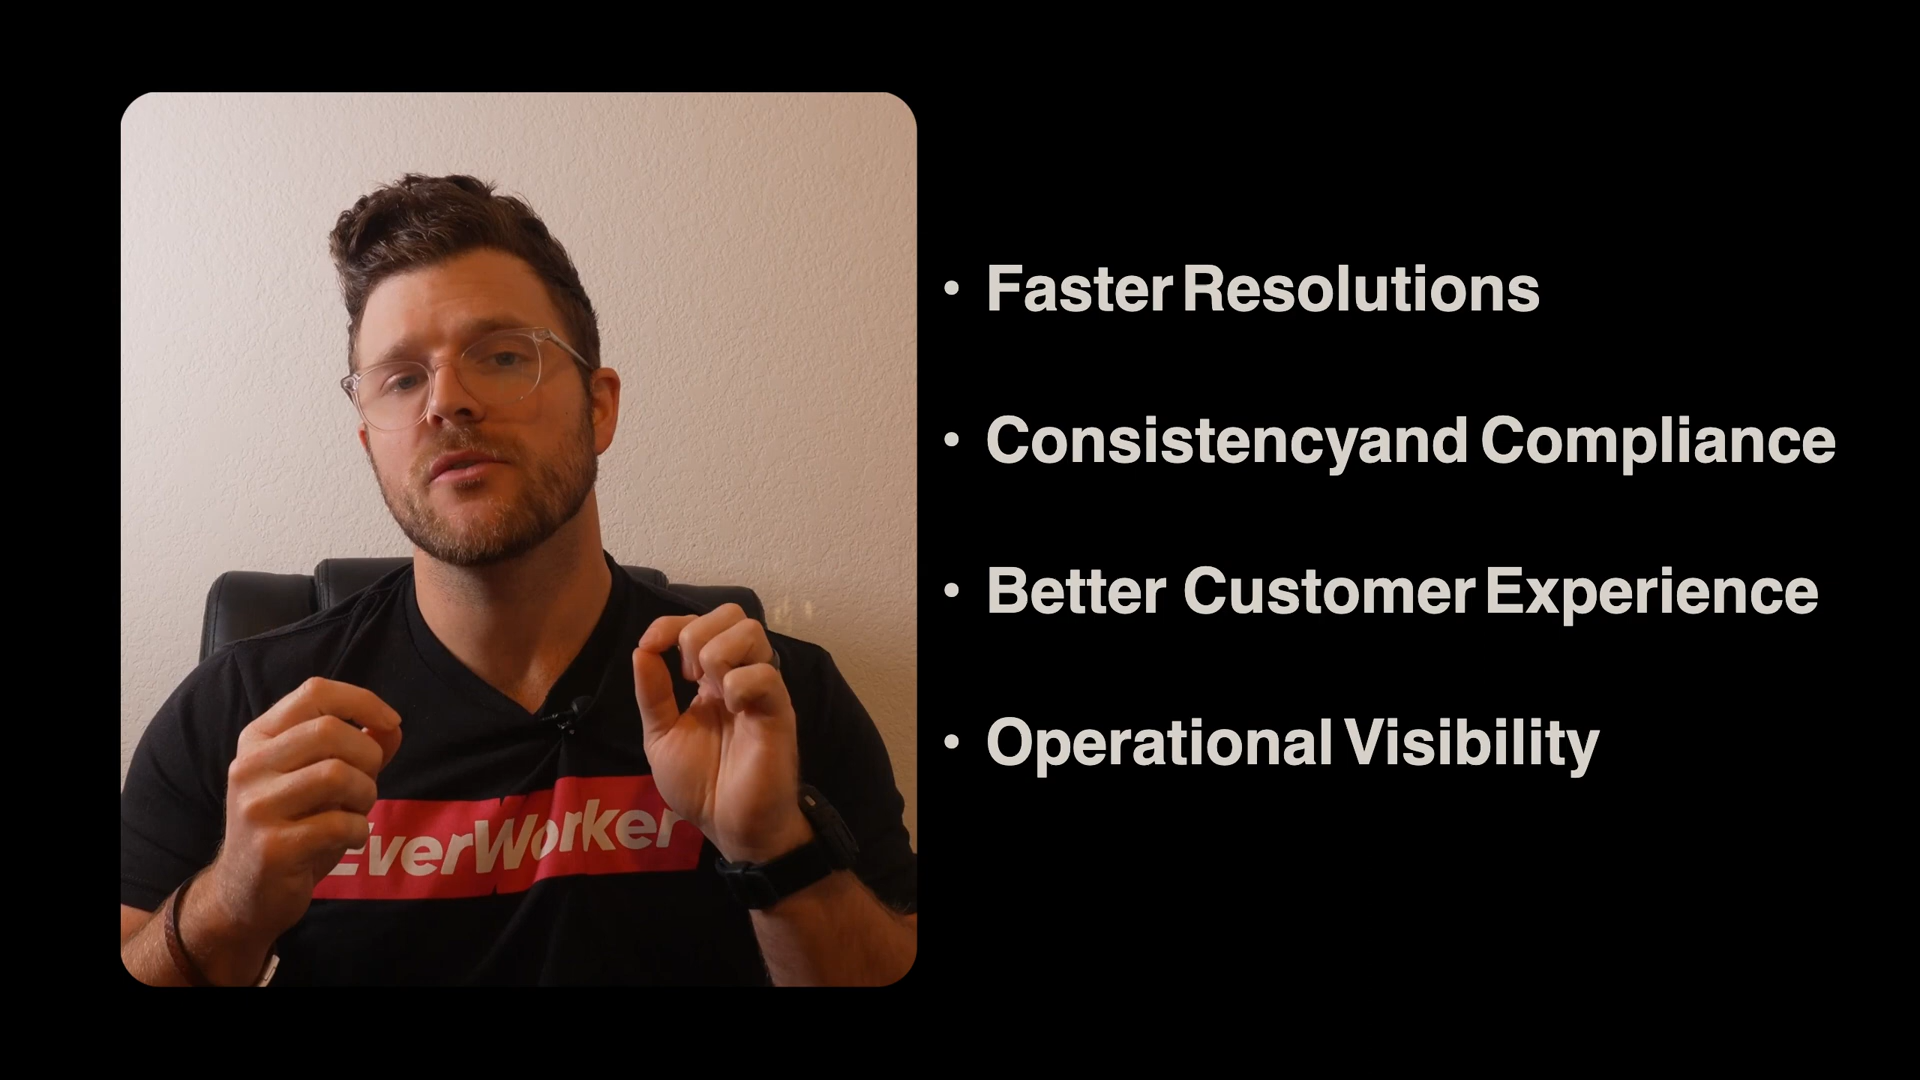 EverWorker
• Faster Resolutions
• Consistencyand Compliance
• Better Customer Experience
• Operational Visibility